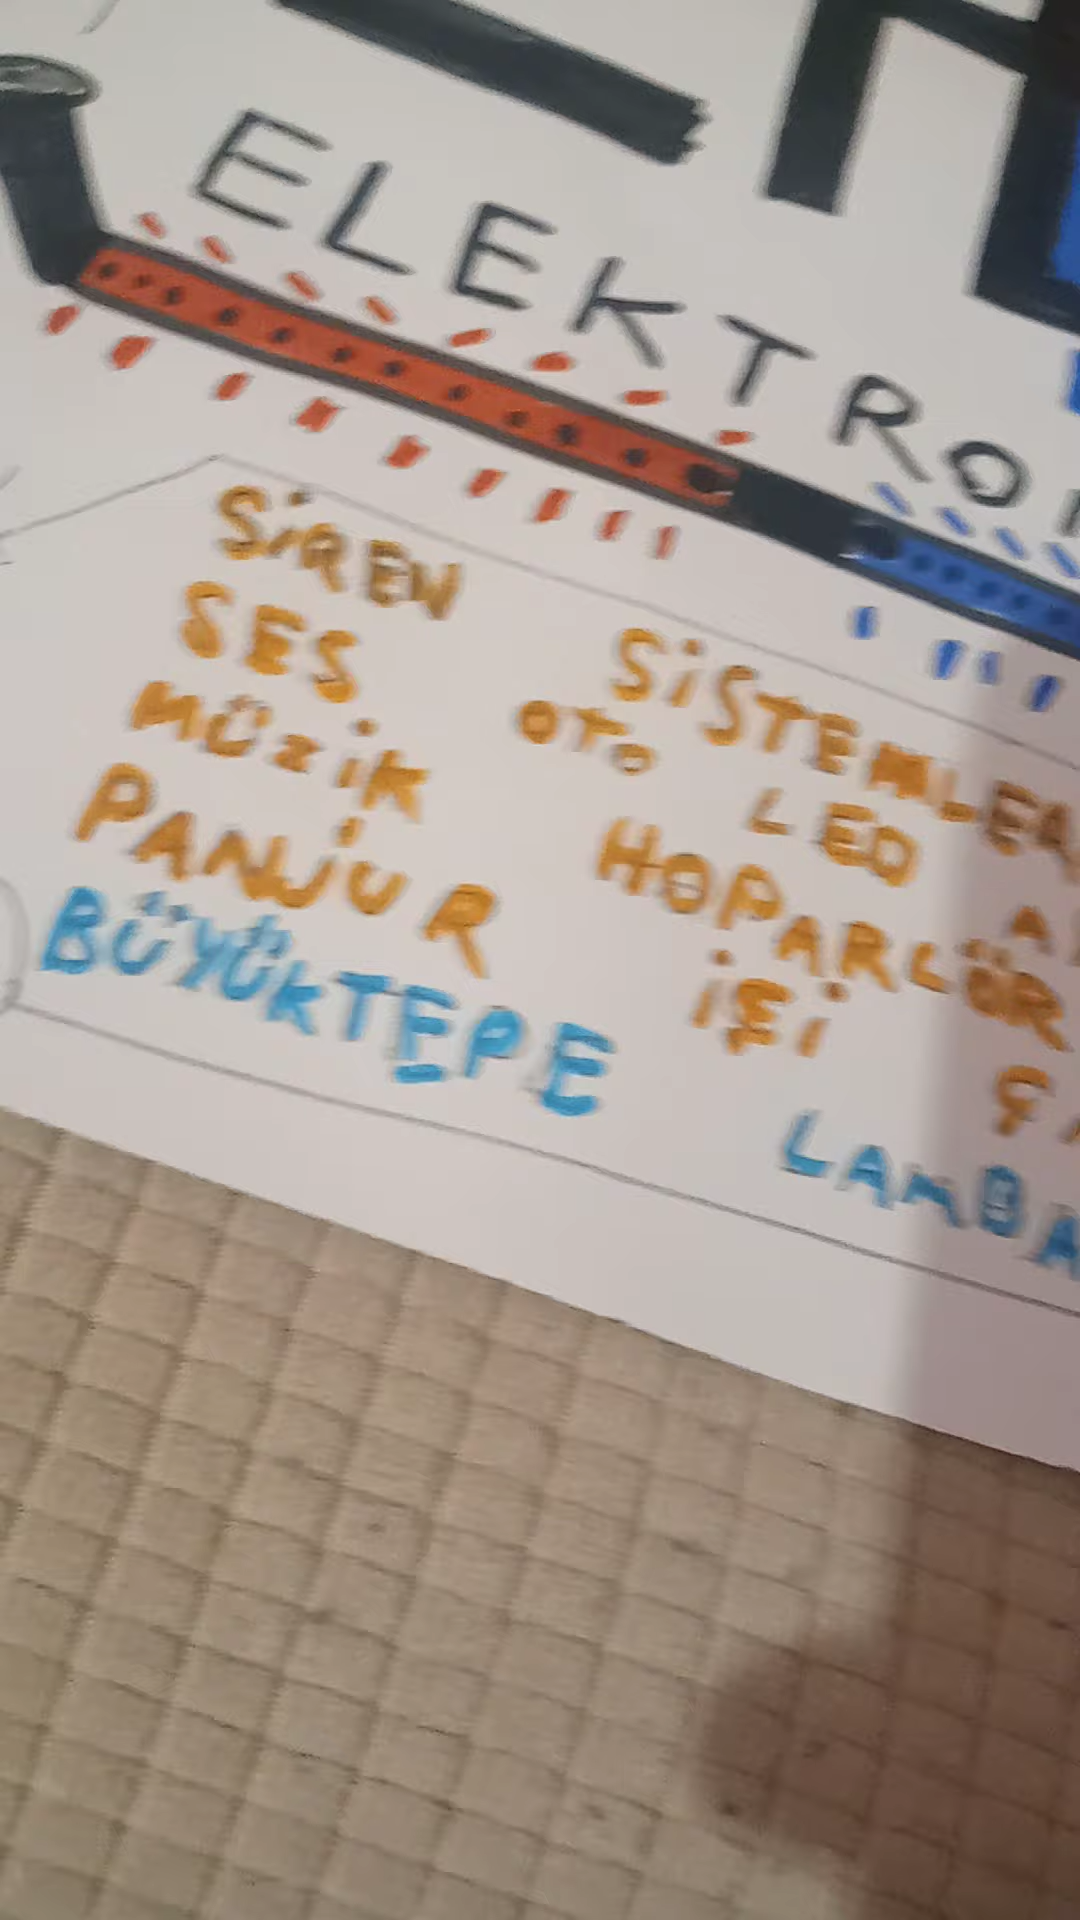 ELEKTRO
SİREN SİSTEMLER
SES OTO LED
MÜZİK HOPARLÖR
PANJUR İŞİ
BÜYÜKTEPE LAMBA